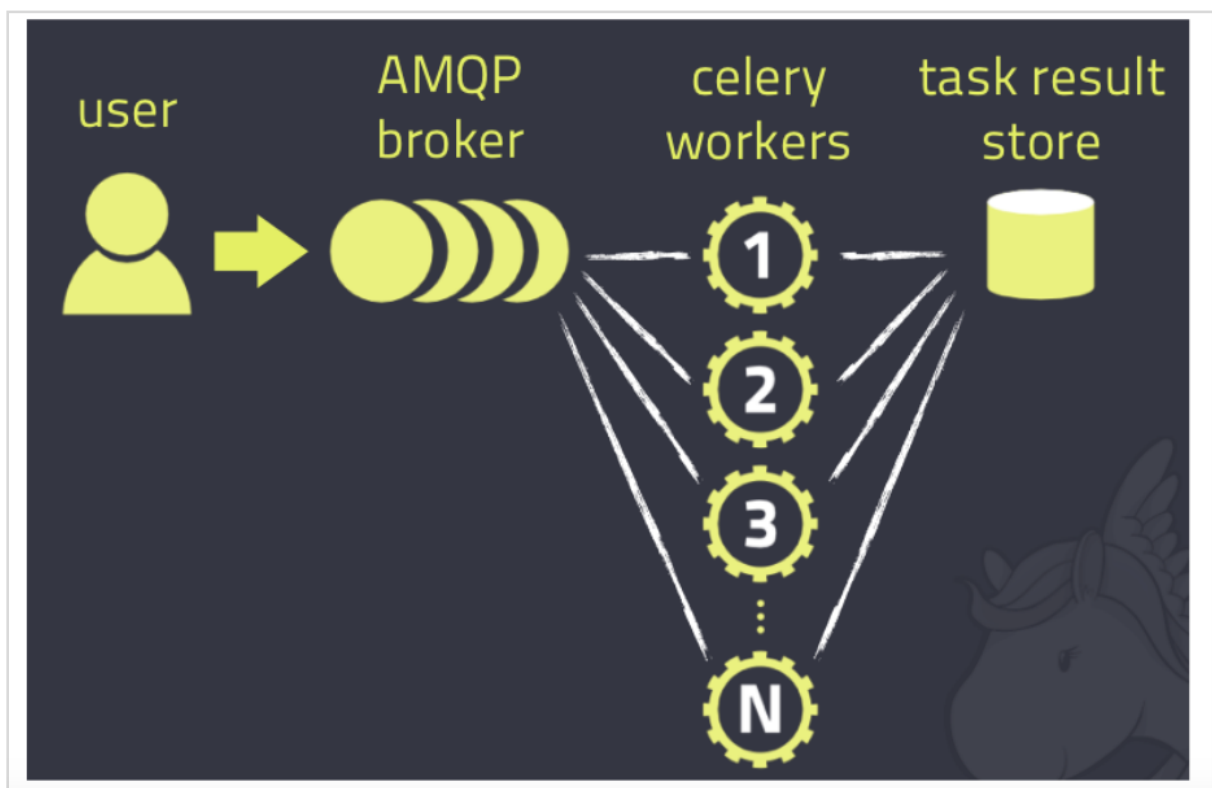 user
AMQP
broker
celery
workers
task result
store
1
2
3
N